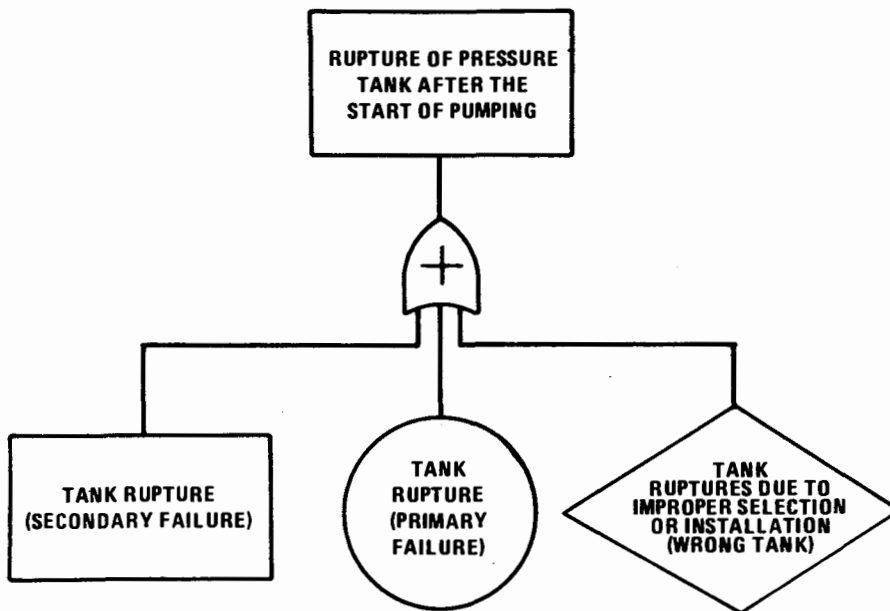 RUPTURE OF PRESSURE
TANK AFTER THE
START OF PUMPING
+
TANK RUPTURE
(SECONDARY FAILURE)
TANK
RUPTURE
(PRIMARY
FAILURE)
TANK
RUPTURES DUE TO
IMPROPER SELECTION
OR INSTALLATION
(WRONG TANK)